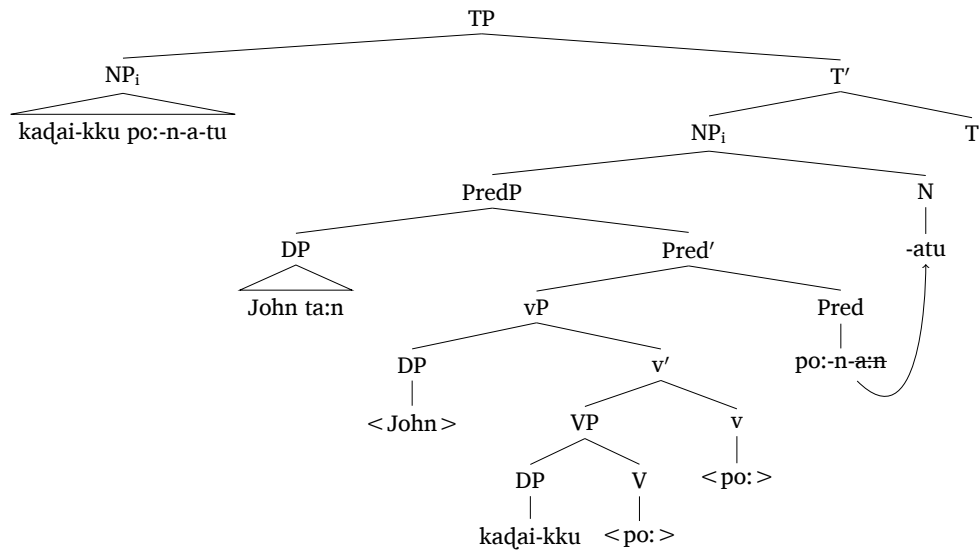 TP
NPᵢ T′
kaḍai-kku po:-n-a-tu NPᵢ T
PredP N
DP Pred′ -atu
John ta:n vP Pred
DP v′ po:-n-a:n
<John> VP v
DP V <po:>
kaḍai-kku <po:>